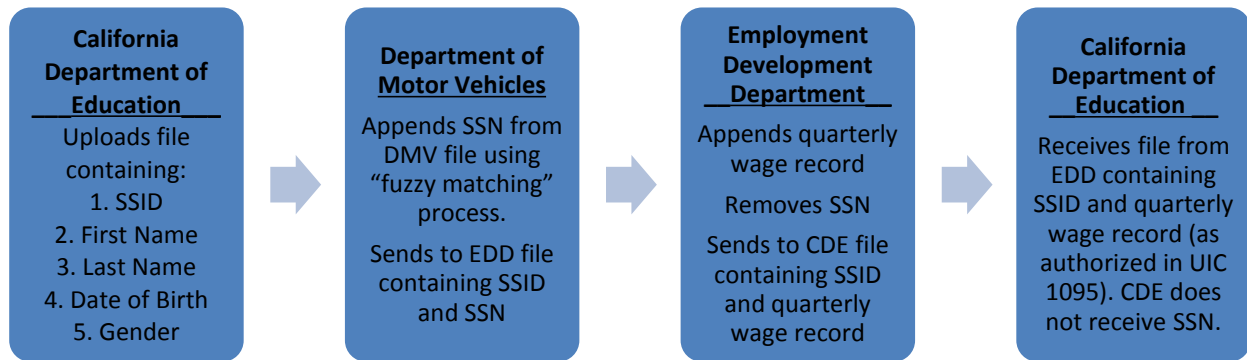 California
Department of
___Education___
Uploads file
containing:
1. SSID
2. First Name
3. Last Name
4. Date of Birth
5. Gender
Department of
Motor Vehicles
Appends SSN from
DMV file using
“fuzzy matching”
process.
Sends to EDD file
containing SSID
and SSN
Employment
Development
__Department__
Appends quarterly
wage record
Removes SSN
Sends to CDE file
containing SSID
and quarterly
wage record
California
Department of
__Education__
Receives file from
EDD containing
SSID and quarterly
wage record (as
authorized in UIC
1095). CDE does
not receive SSN.